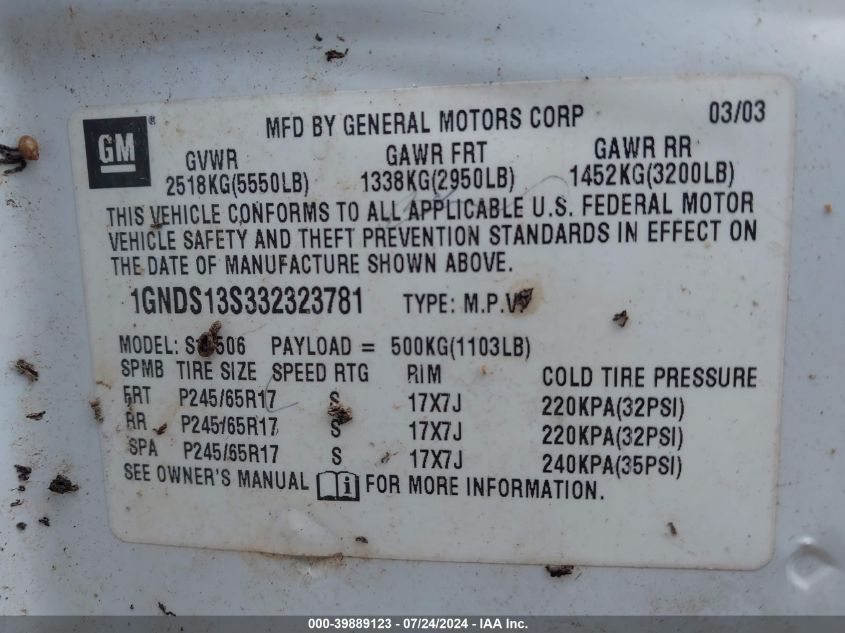 GM ®
MFD BY GENERAL MOTORS CORP 03/03
GVWR GAWR FRT GAWR RR
2518KG(5550LB) 1338KG(2950LB) 1452KG(3200LB)
THIS VEHICLE CONFORMS TO ALL APPLICABLE U.S. FEDERAL MOTOR
VEHICLE SAFETY AND THEFT PREVENTION STANDARDS IN EFFECT ON
THE DATE OF MANUFACTURE SHOWN ABOVE.
1GNDS13S332323781 TYPE: M.P.V.
MODEL: PAYLOAD = 500KG(1103LB)
SPMB TIRE SIZE SPEED RTG RIM COLD TIRE PRESSURE
FRT P245/65R17 S 17X7J 220KPA(32PSI)
RR P245/65R17 S 17X7J 220KPA(32PSI)
SPA P245/65R17 S 17X7J 240KPA(35PSI)
SEE OWNER'S MANUAL i FOR MORE INFORMATION.
000-39889123 / 07/24/2024 - IAA Inc.